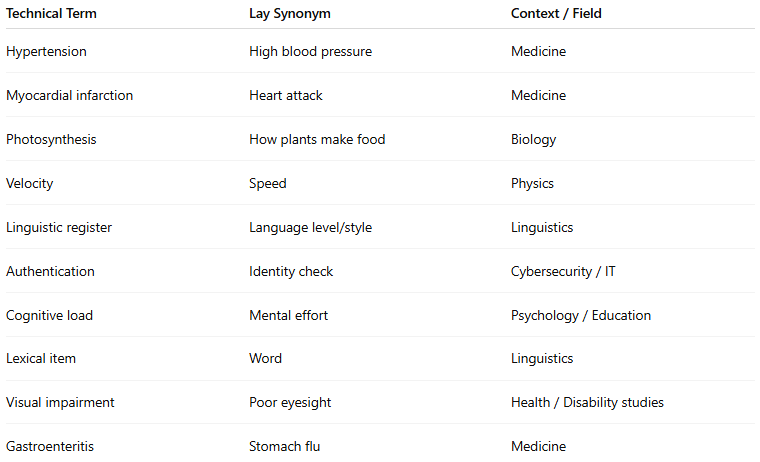 Technical Term Lay Synonym Context / Field
Hypertension High blood pressure Medicine
Myocardial infarction Heart attack Medicine
Photosynthesis How plants make food Biology
Velocity Speed Physics
Linguistic register Language level/style Linguistics
Authentication Identity check Cybersecurity / IT
Cognitive load Mental effort Psychology / Education
Lexical item Word Linguistics
Visual impairment Poor eyesight Health / Disability studies
Gastroenteritis Stomach flu Medicine